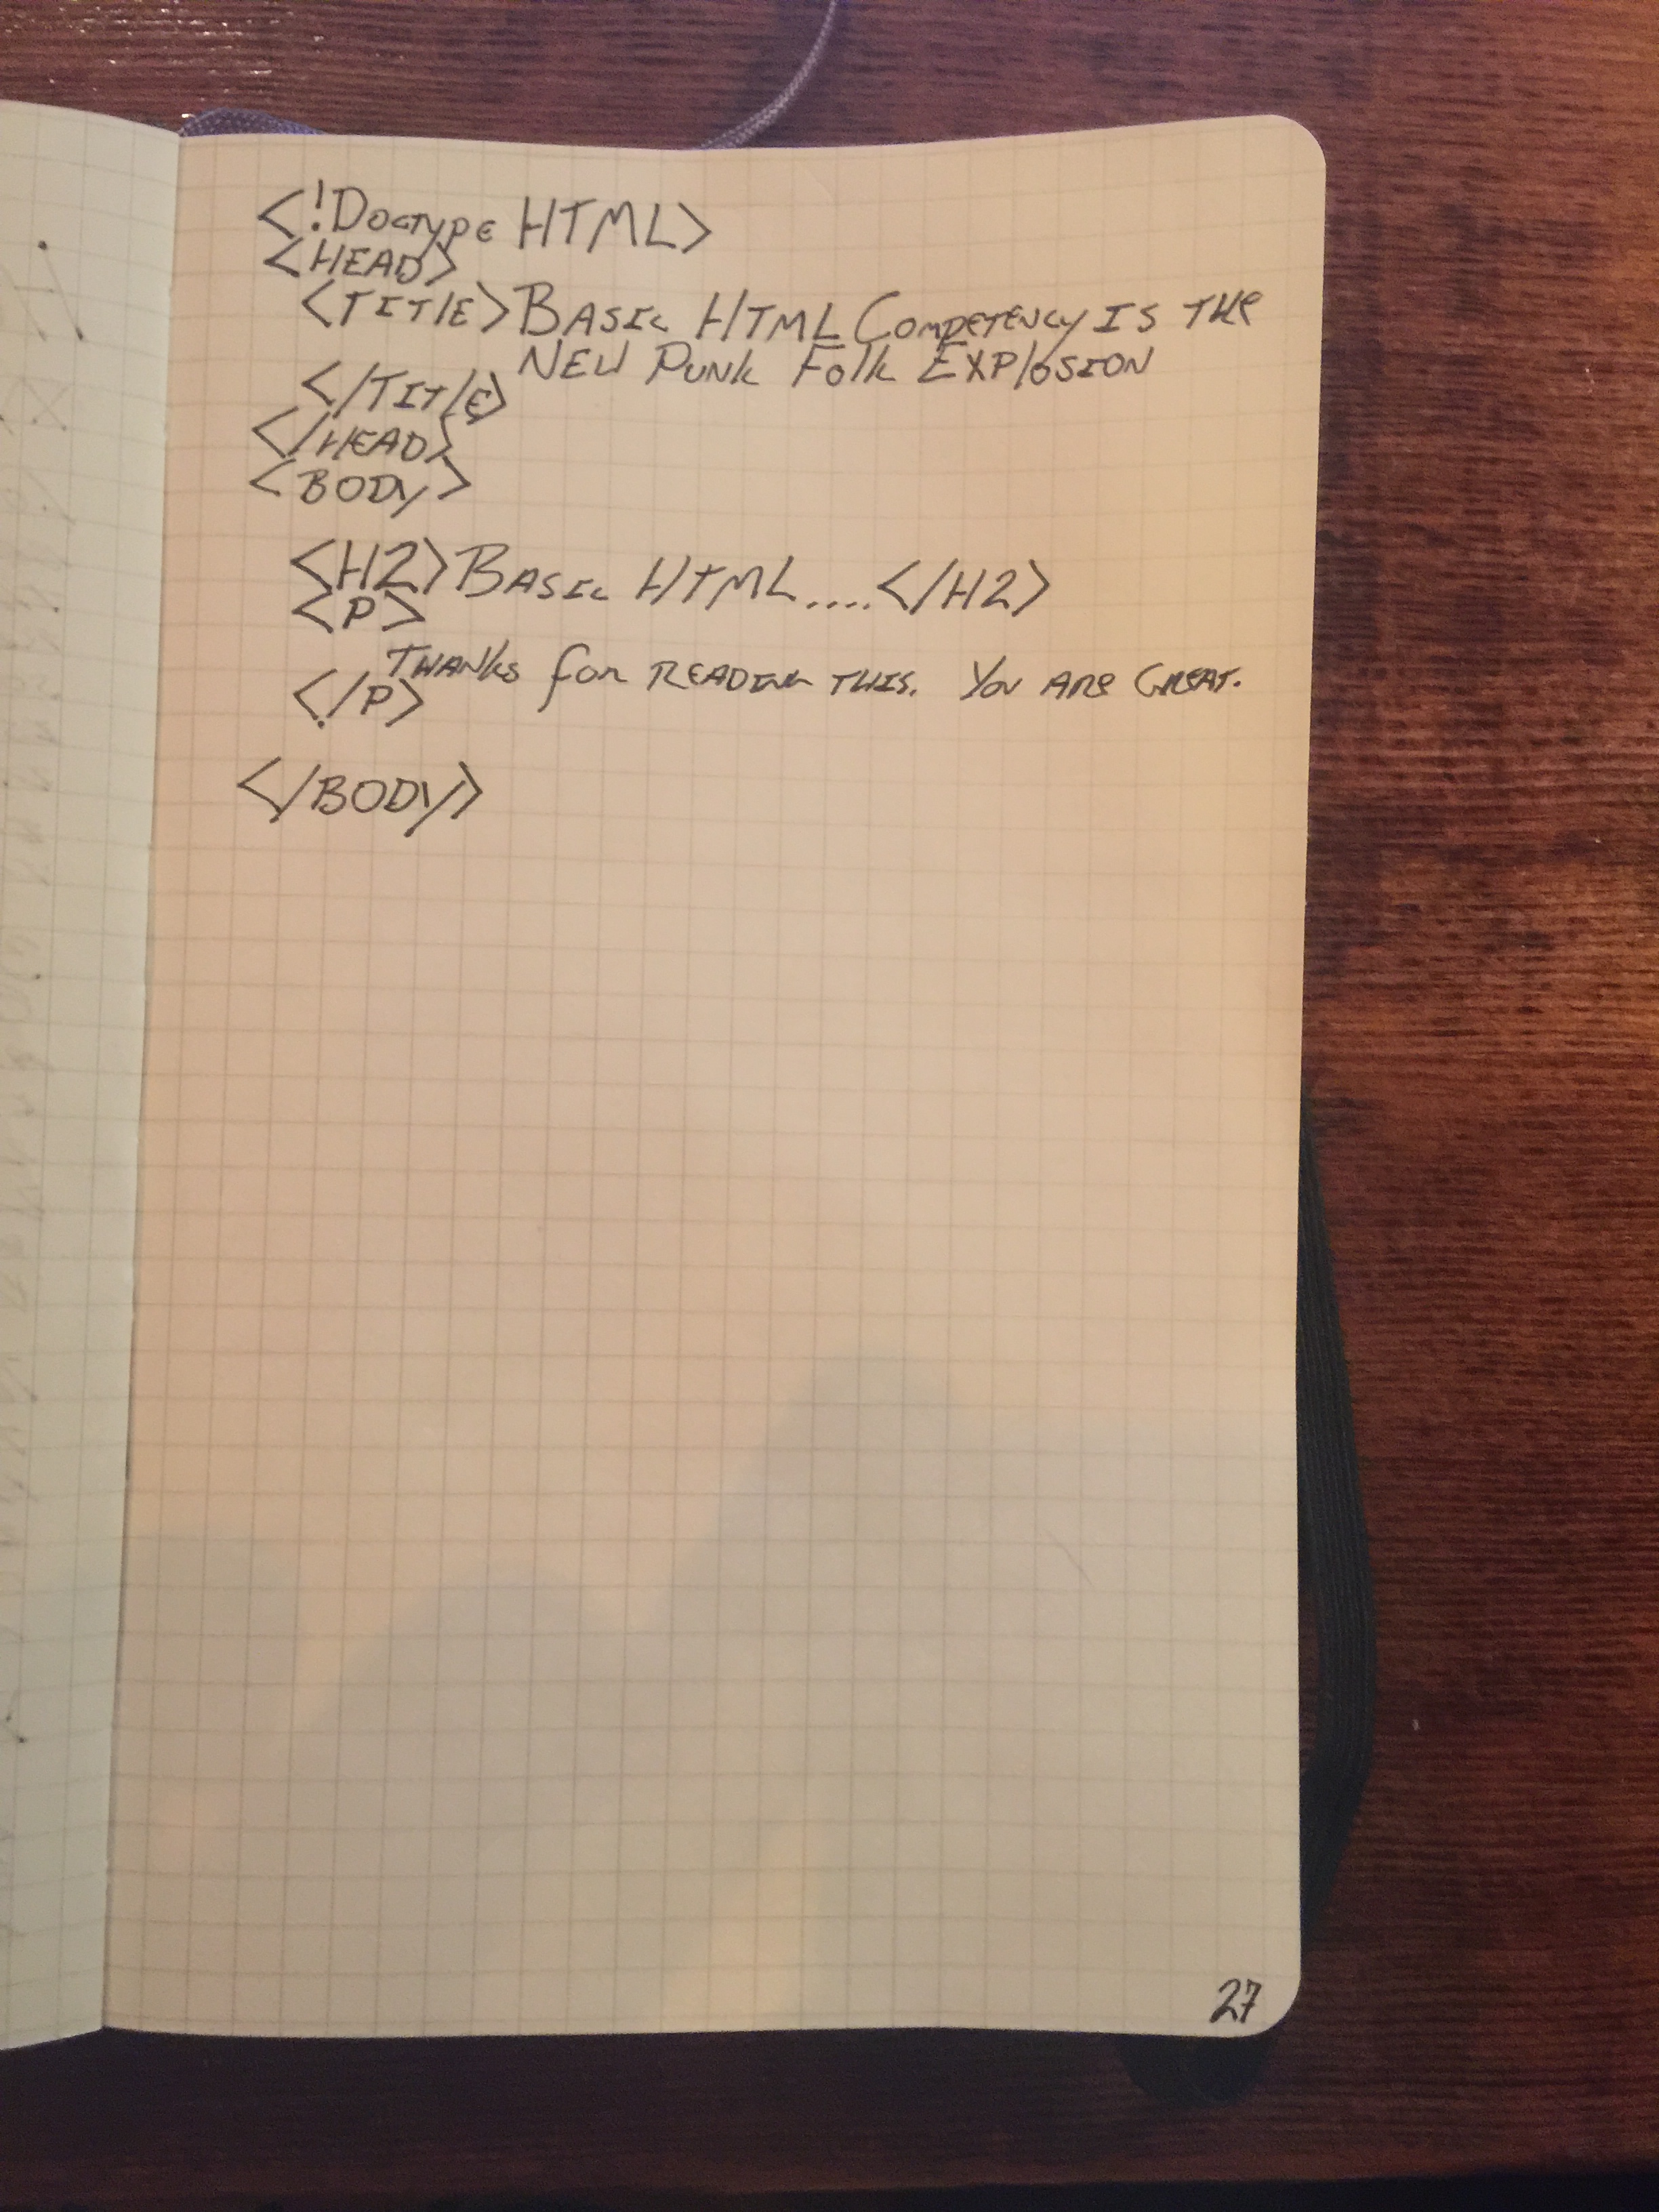 <!Doctype HTML>
<HEAD>
<TITlE>BASIC HTML COMPETENCY IS THe
NEW PUNK FOlk EXPlOSION
</TITlE>
</HEAD>
<BODY>
<H2>BASIC HTML....</H2>
<P>
THANKS for READING THIS. YOU ARe GREAT.
</P>
</BODY>
27